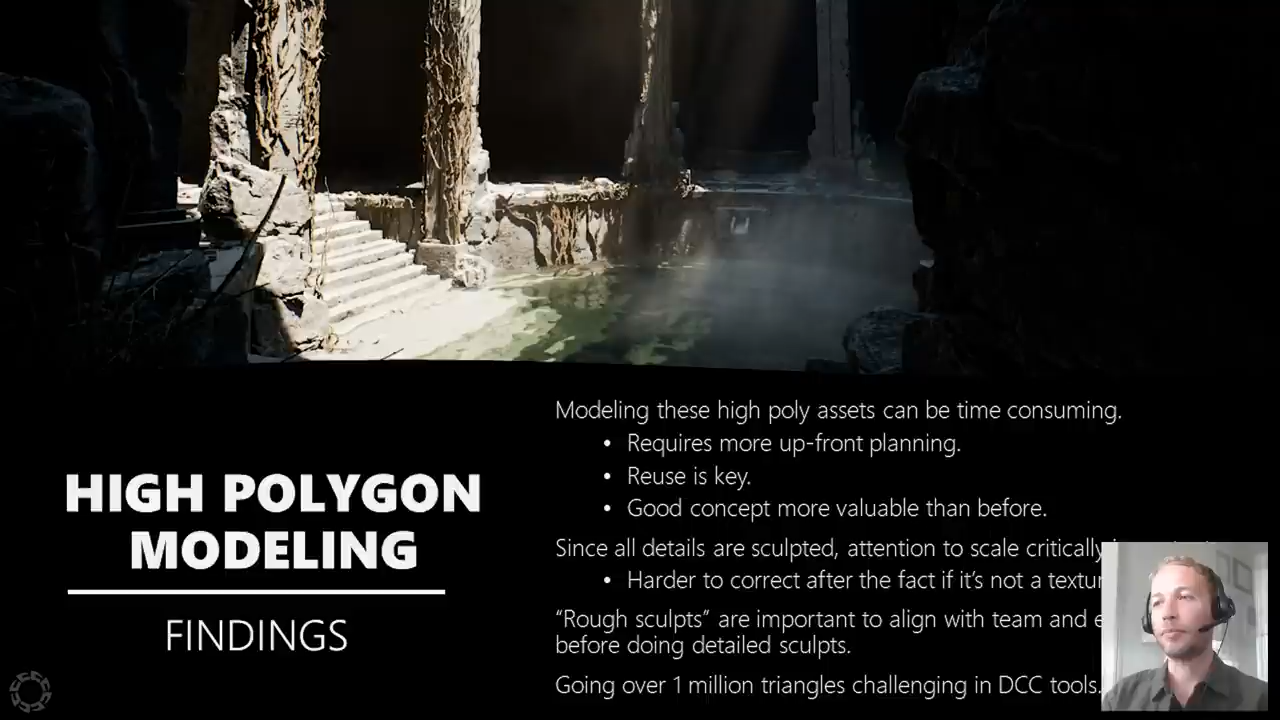 HIGH POLYGON
MODELING
FINDINGS
Modeling these high poly assets can be time consuming.
• Requires more up-front planning.
• Reuse is key.
• Good concept more valuable than before.
Since all details are sculpted, attention to scale critically
• Harder to correct after the fact if it's not a
“Rough sculpts” are important to align with team and
before doing detailed sculpts.
Going over 1 million triangles challenging in DCC tools.